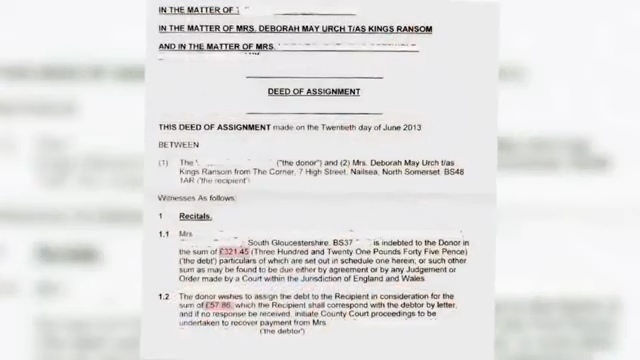 IN THE MATTER OF
IN THE MATTER OF MRS. DEBORAH MAY URCH T/AS KINGS RANSOM
AND IN THE MATTER OF MRS.
DEED OF ASSIGNMENT
THIS DEED OF ASSIGNMENT made on the Twentieth day of June 2013
BETWEEN
(1) The ("the donor") and (2) Mrs. Deborah May Urch t/as
Kings Ransom from The Corner, 7 High Street, Nailsea, North Somerset. BS48
1AR ('the recipient')
Witnesses As follows:
1 Recitals.
1.1 Mrs
South Gloucestershire. BS37 is indebted to the Donor in
the sum of £321.45 (Three Hundred and Twenty One Pounds Forty Five Pence)
('the debt') particulars of which are set out in schedule one herein; or such other
sum as may be found to be due either by agreement or by any Judgement or
Order made by a Court within the Jurisdiction of England and Wales.
1.2 The donor wishes to assign the debt to the Recipient in consideration for the
sum of £57.86, which the Recipient shall correspond with the debtor by letter,
and if no response be received, initiate County Court proceedings to be
undertaken to recover payment from Mrs.
('the debtor')